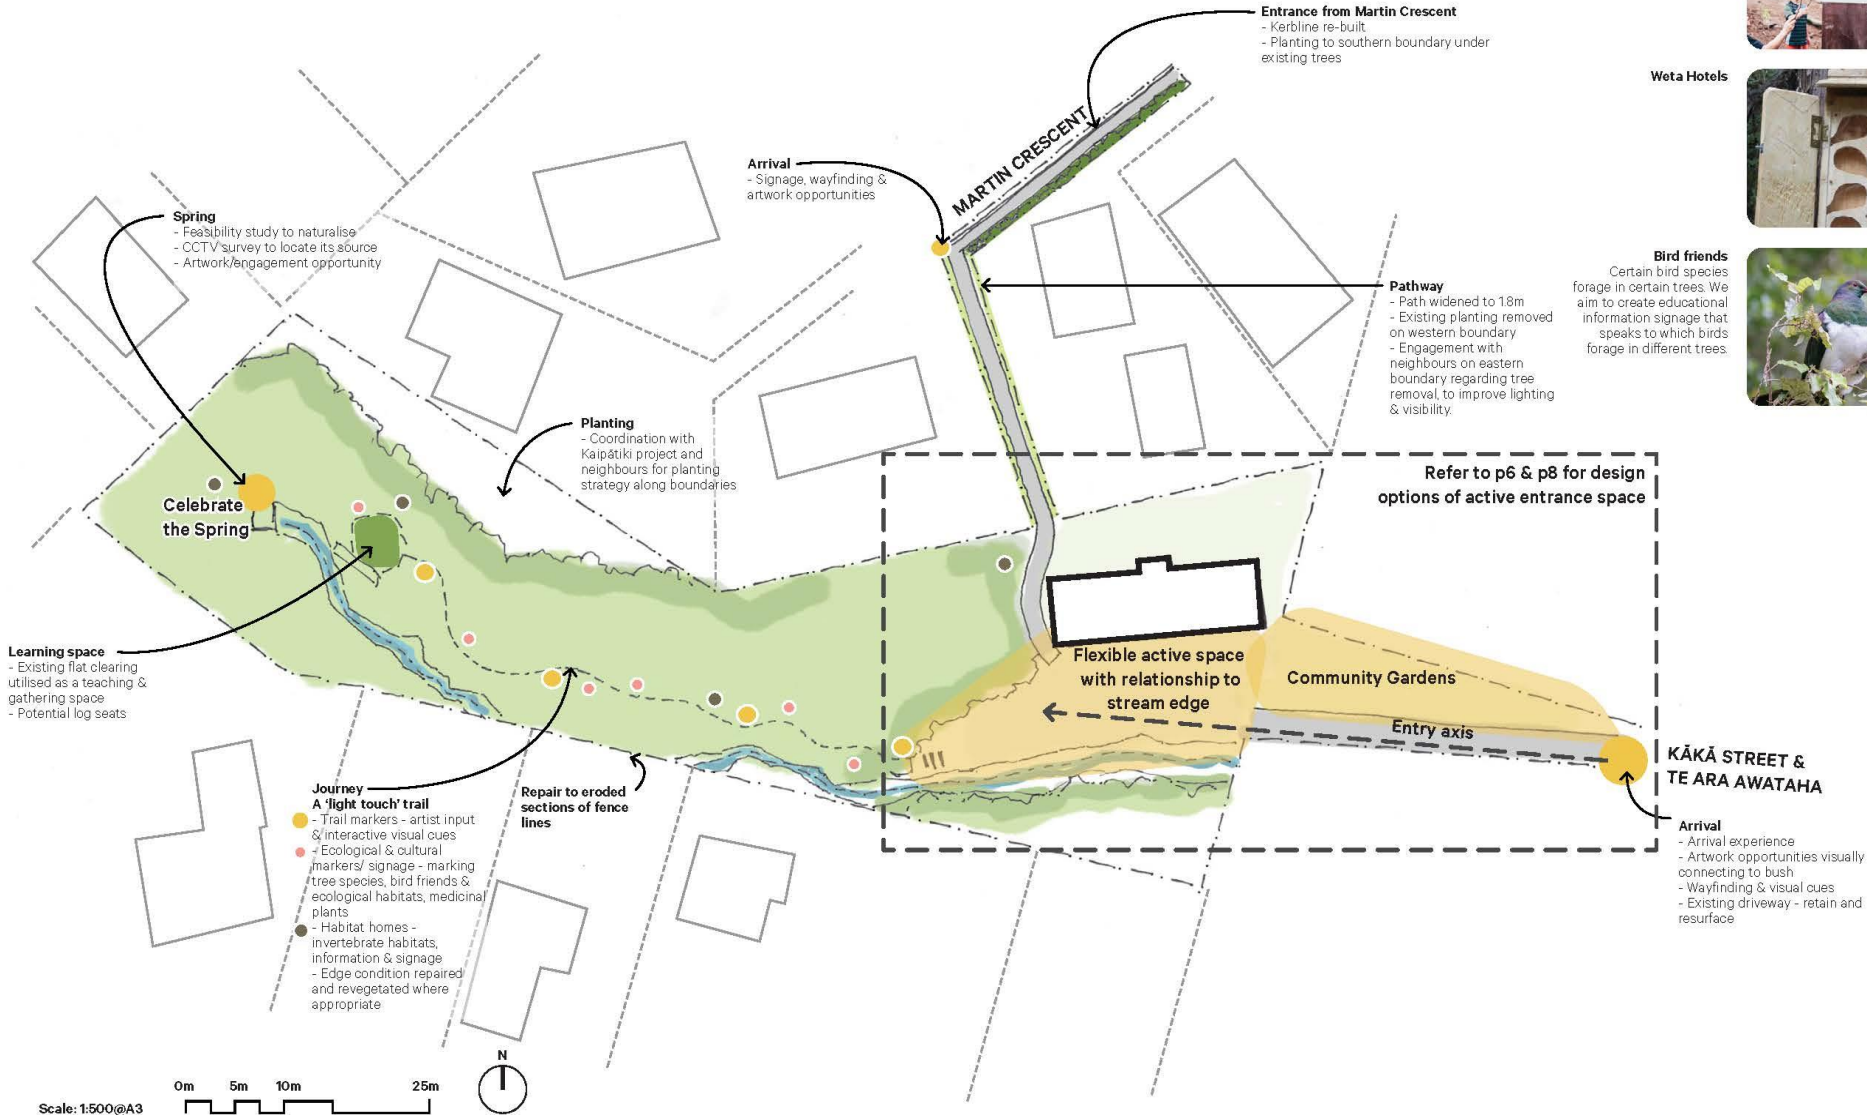 Entrance from Martin Crescent
- Kerbline re-built
- Planting to southern boundary under
existing trees
Weta Hotels
MARTIN CRESCENT
Arrival
- Signage, wayfinding &
artwork opportunities
Spring
- Feasibility study to naturalise
- CCTV survey to locate its source
- Artwork/engagement opportunity
Bird friends
Certain bird species
forage in certain trees. We
aim to create educational
information signage that
speaks to which birds
forage in different trees.
Pathway
- Path widened to 1.8m
- Existing planting removed
on western boundary
- Engagement with
neighbours on eastern
boundary regarding tree
removal, to improve lighting
& visibility.
Planting
- Coordination with
Kaipātiki project and
neighbours for planting
strategy along boundaries
Refer to p6 & p8 for design
options of active entrance space
Celebrate
the Spring
Learning space
- Existing flat clearing
utilised as a teaching &
gathering space
- Potential log seats
Flexible active space
with relationship to
stream edge
Community Gardens
Entry axis
KĀKĀ STREET &
TE ARA AWATAHA
Journey
A 'light touch' trail
- Trail markers - artist input
& interactive visual cues
- Ecological & cultural
markers/ signage - marking
tree species, bird friends &
ecological habitats, medicinal
plants
- Habitat homes -
invertebrate habitats,
information & signage
- Edge condition repaired
and revegetated where
appropriate
Repair to eroded
sections of fence
lines
Arrival
- Arrival experience
- Artwork opportunities visually
connecting to bush
- Wayfinding & visual cues
- Existing driveway - retain and
resurface
N
0m 5m 10m 25m
Scale: 1:500@A3